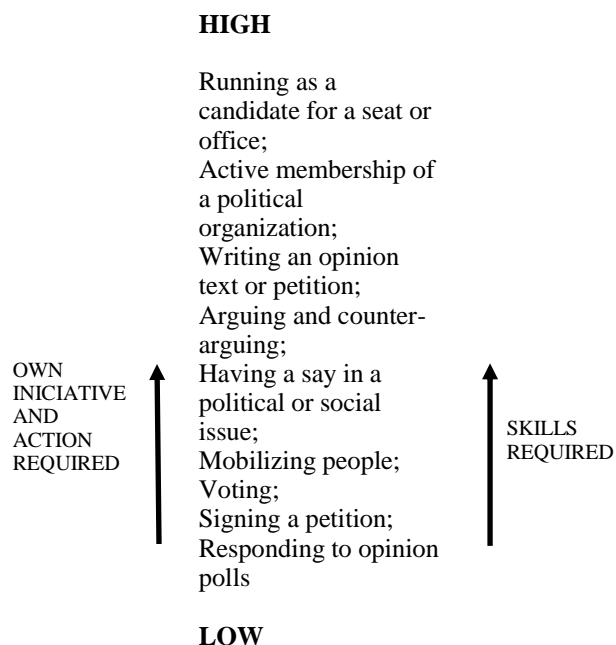 HIGH
Running as a
candidate for a seat or
office;
Active membership of
a political
organization;
Writing an opinion
text or petition;
Arguing and counter-
arguing;
Having a say in a
political or social
issue;
Mobilizing people;
Voting;
Signing a petition;
Responding to opinion
polls
LOW
OWN
INICIATIVE
AND
ACTION
REQUIRED
SKILLS
REQUIRED